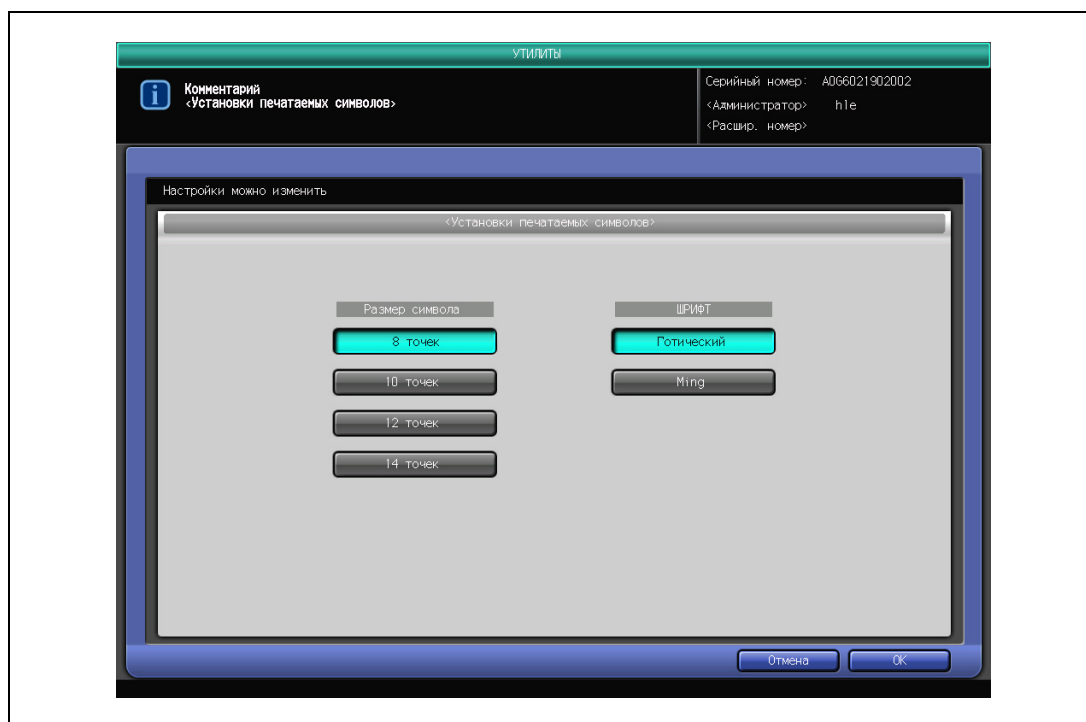 УТИЛИТЫ
Комментарий
<Установки печатаемых символов>
Серийный номер: A0G6021902002
<Администратор> hle
<Расшир. номер>
Настройки можно изменить
<Установки печатаемых символов>
Размер символа ШРИФТ
8 точек Готический
10 точек Ming
12 точек
14 точек
Отмена OK